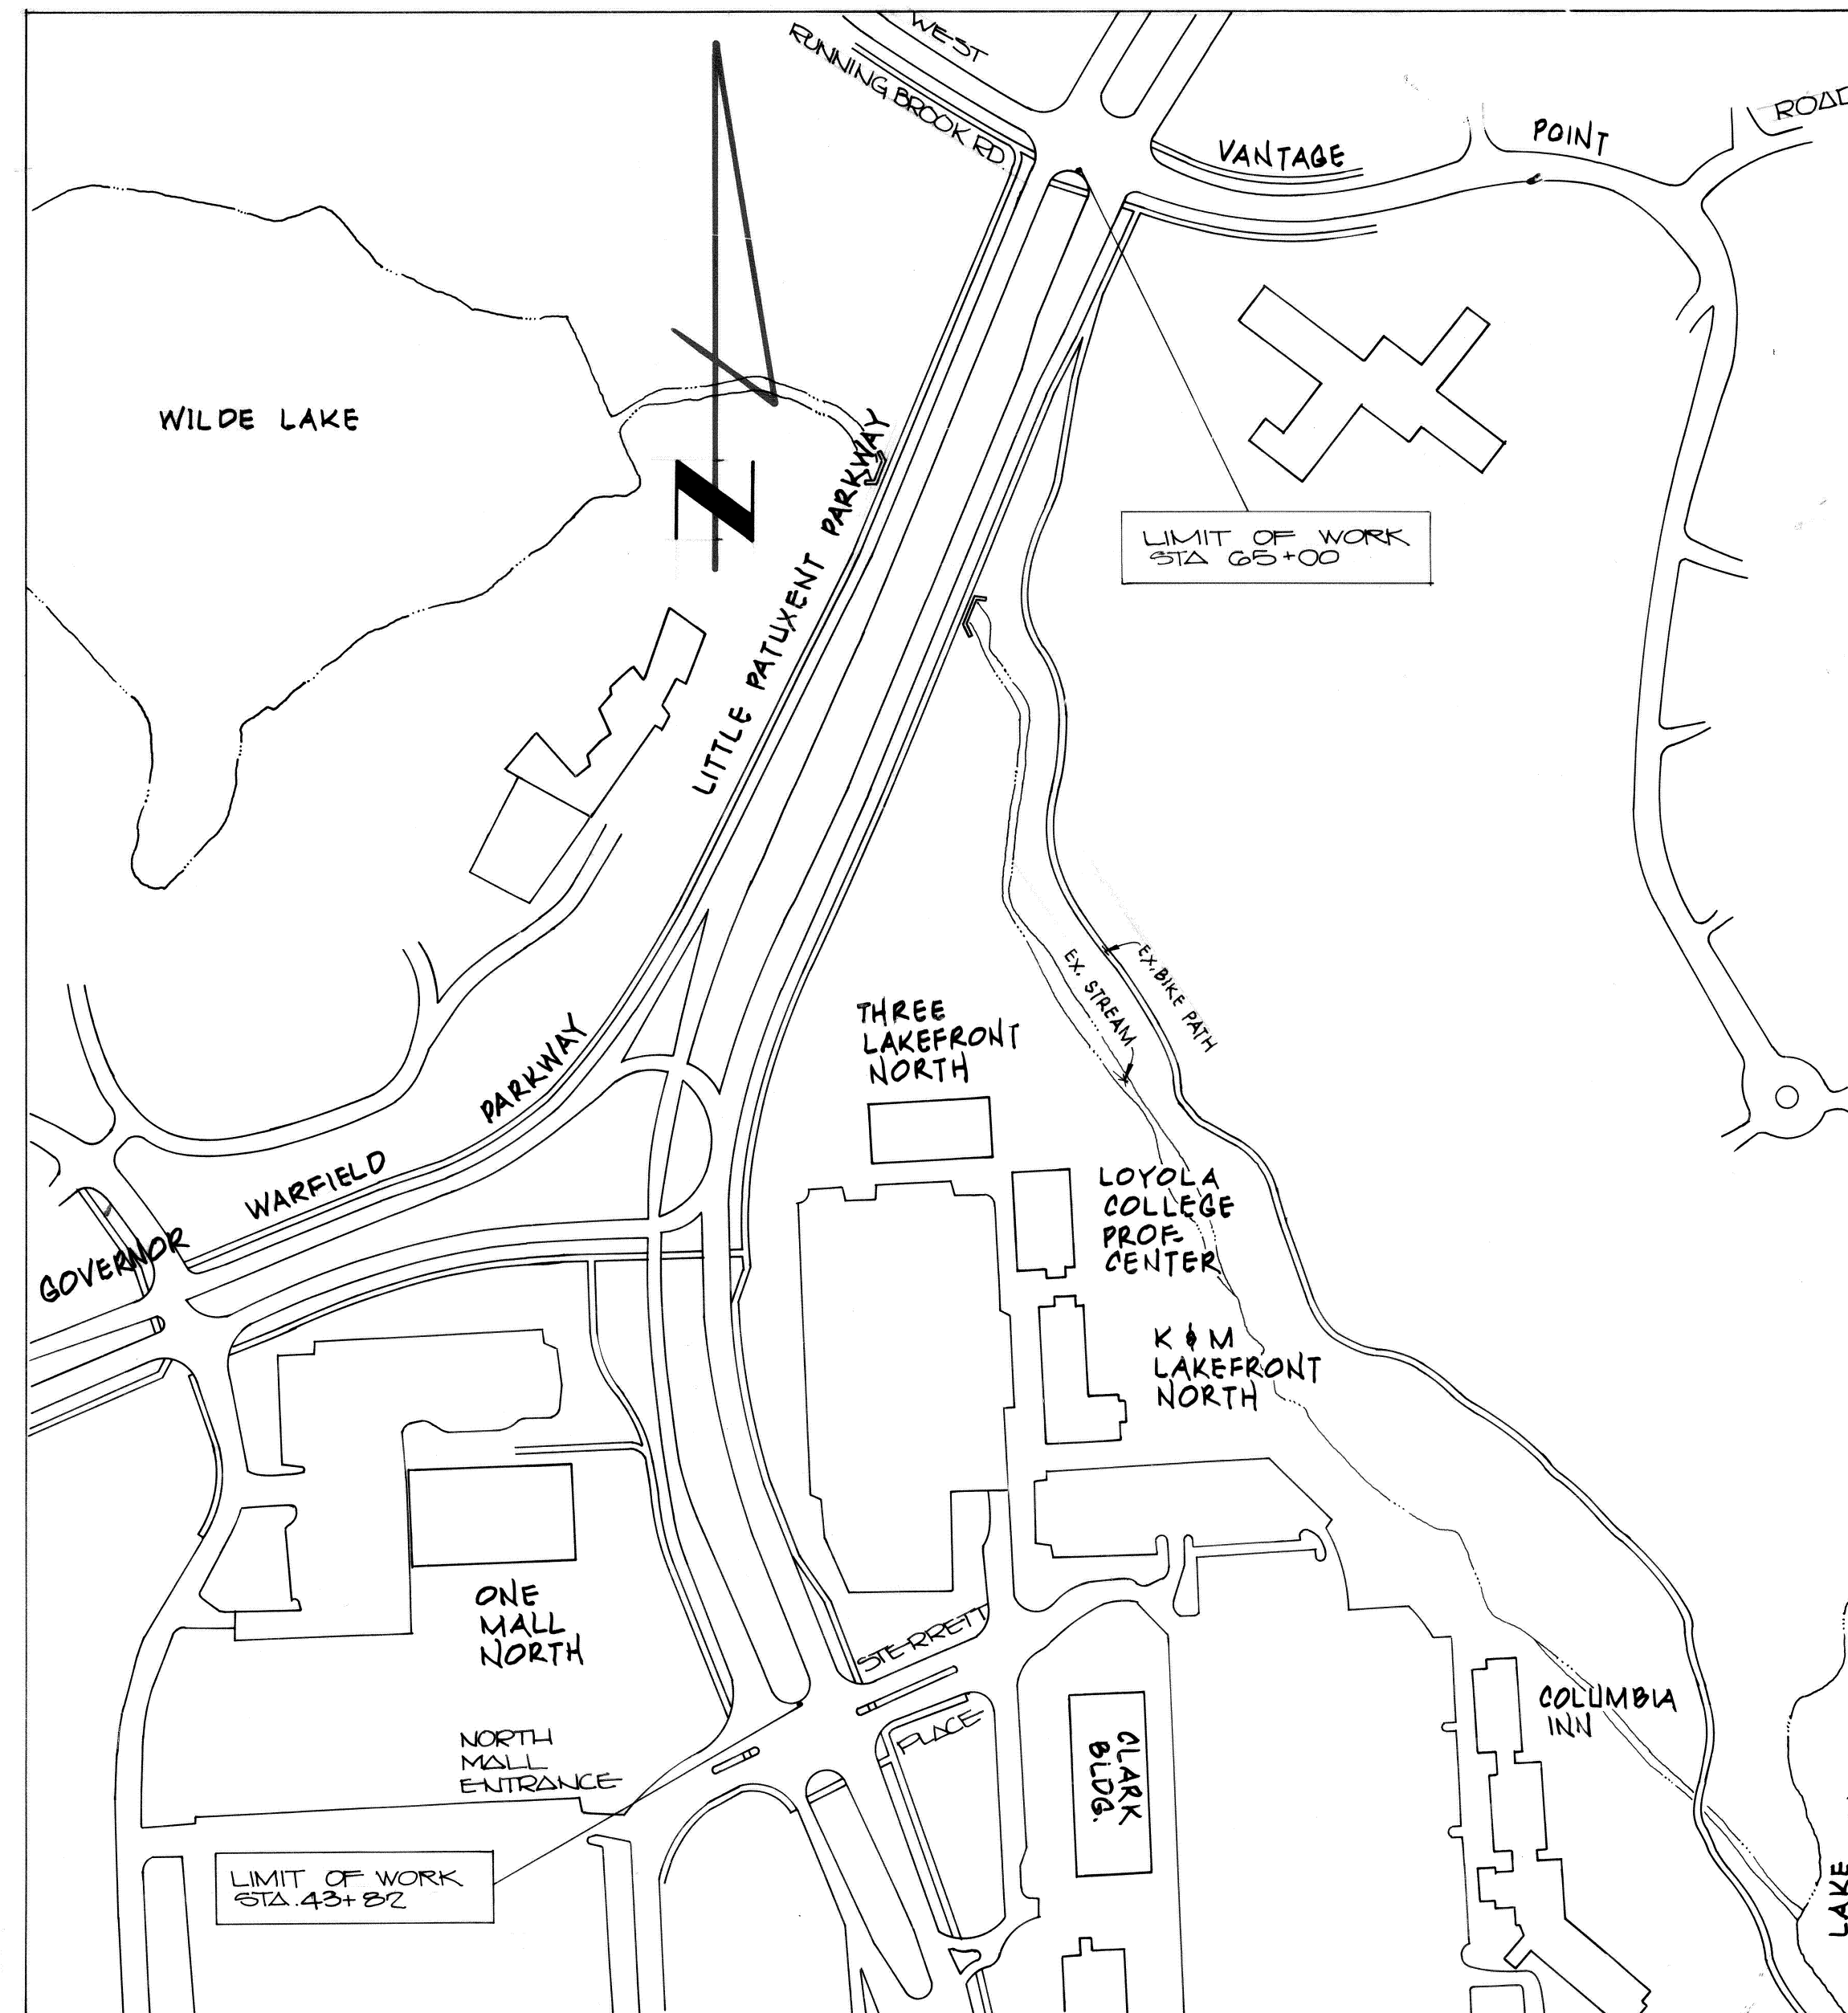 WEST
RUNNING BROOK RD.
VANTAGE
POINT
ROAD
WILDE LAKE
N
LITTLE PATUXENT PARKWAY
LIMIT OF WORK
STA 65+00
EX. STREAM
EX. BIKE PATH
THREE
LAKEFRONT
NORTH
GOVERNOR WARFIELD PARKWAY
LOYOLA
COLLEGE
PROF.
CENTER
K & M
LAKEFRONT
NORTH
ONE
MALL
NORTH
STERRETT
PLACE
COLUMBIA
INN
NORTH
MALL
ENTRANCE
CLARK
BLDG.
LAKE
LIMIT OF WORK
STA. 43+82